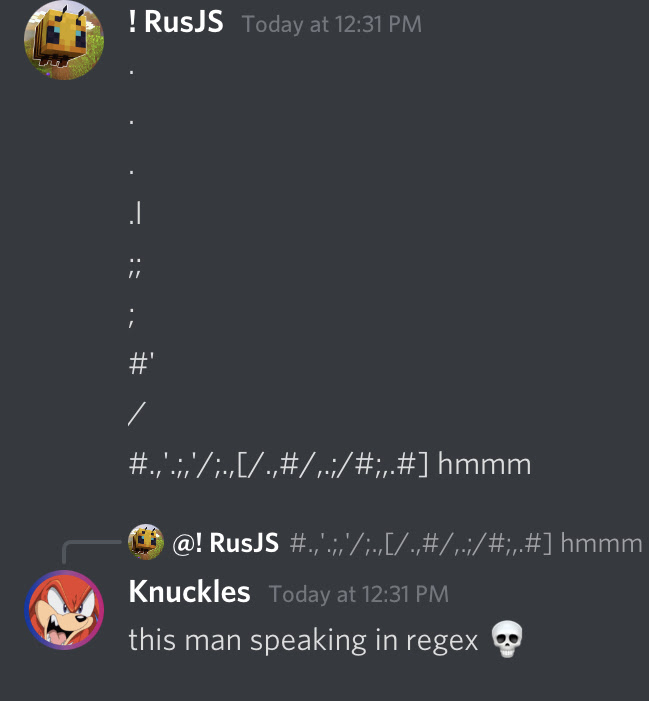 ! RusJS Today at 12:31 PM
.
.
.
.l
;;
;
#'
/
#.,'.;,'/;.,[/.,#/,.;/#;,.#] hmmm
@! RusJS #.,'.;,'/;.,[/.,#/,.;/#;,.#] hmmm
Knuckles Today at 12:31 PM
this man speaking in regex 💀